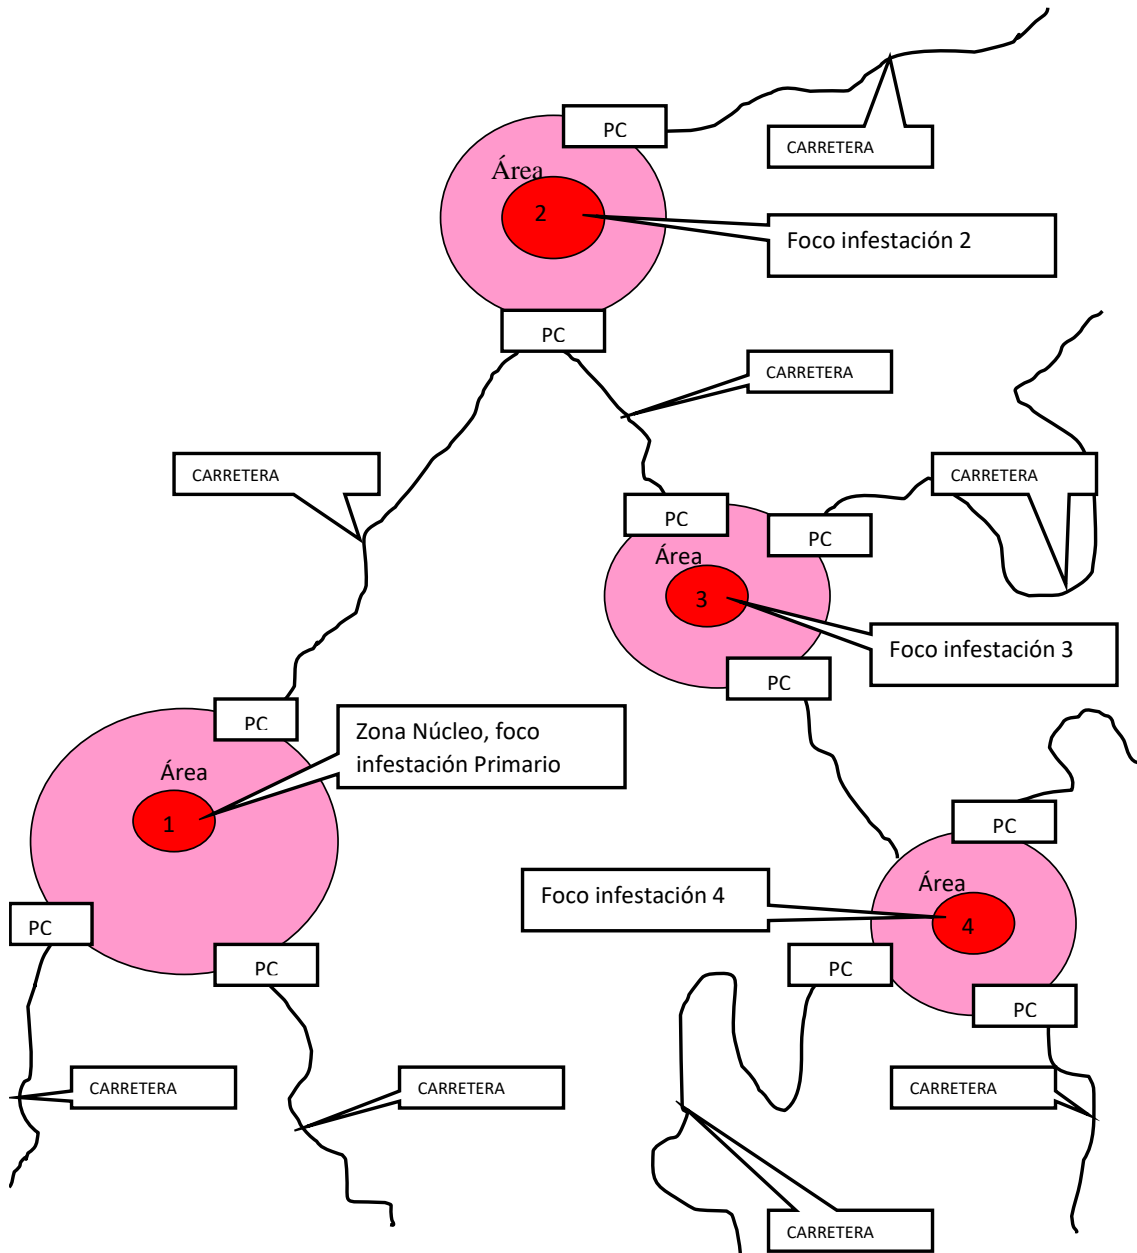 PC
CARRETERA
Área
2
Foco infestación 2
PC
CARRETERA
CARRETERA
CARRETERA
PC
PC
Área
3
Foco infestación 3
PC
PC
Zona Núcleo, foco
infestación Primario
Área
1
PC
Foco infestación 4
Área
4
PC
PC
PC
PC
CARRETERA
CARRETERA
CARRETERA
CARRETERA